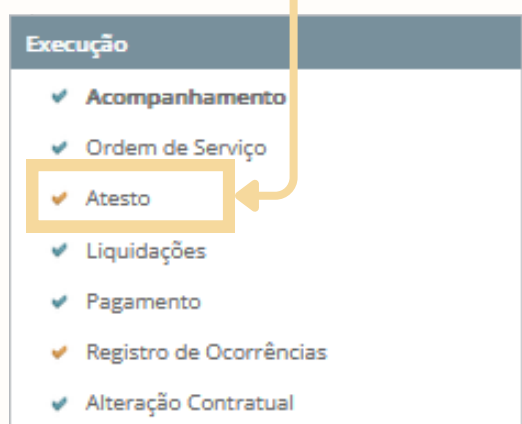 Execução
Acompanhamento
Ordem de Serviço
Atesto
Liquidações
Pagamento
Registro de Ocorrências
Alteração Contratual